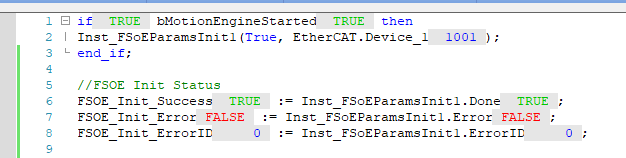 1 if TRUE bMotionEngineStarted TRUE then
2 Inst_FSoEParamsInit1(True, EtherCAT.Device_1 1001 );
3 end_if;
4
5 //FSOE Init Status
6 FSOE_Init_Success TRUE := Inst_FSoEParamsInit1.Done TRUE ;
7 FSOE_Init_Error FALSE := Inst_FSoEParamsInit1.Error FALSE ;
8 FSOE_Init_ErrorID 0 := Inst_FSoEParamsInit1.ErrorID 0 ;
9